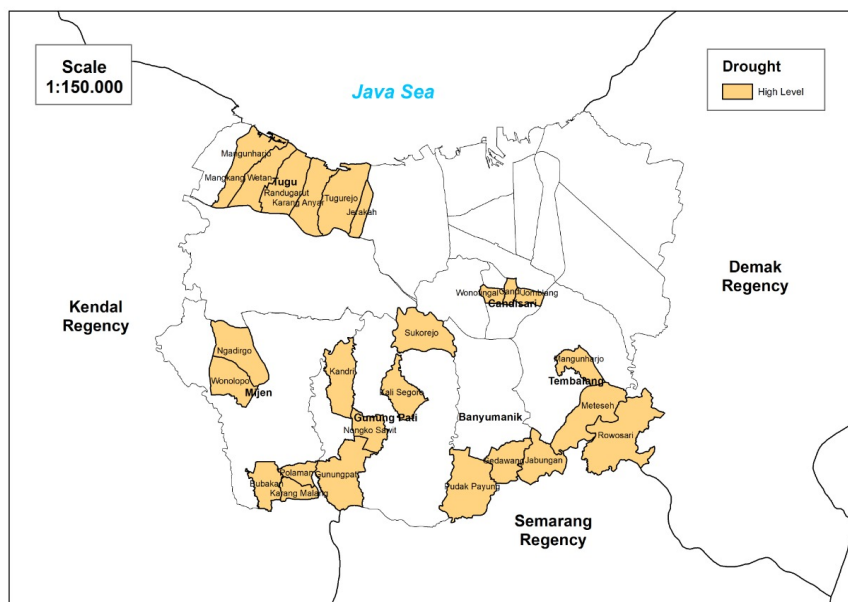 Scale
1:150.000
Java Sea
Drought
High Level
Mangunharjo
Mangkang Wetan
Tugu
Randugarut
Karang Anyar
Tugurejo
Jerakah
Demak
Regency
Kendal
Regency
Wonotingal
Candi
Jomblang
Candisari
Sukorejo
Ngadirgo
Wonolopo
Mijen
Kandri
Kali Segoro
Mangunharjo
Tembalang
Meteseh
Rowosari
Gunung Pati
Nongko Sawit
Banyumanik
Gedawang
Jabungan
Pudak Payung
Bubakan
Polaman
Karang Malang
Gunungpati
Semarang
Regency